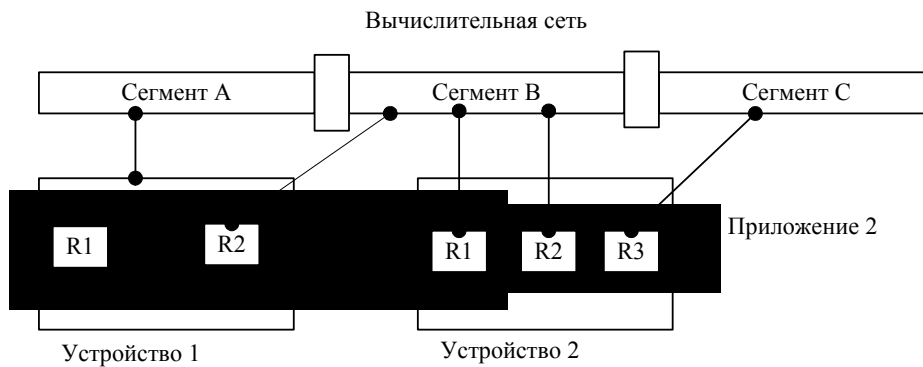 Вычислительная сеть
Сегмент A Сегмент B Сегмент C
R1 R2 R1 R2 R3
Приложение 2
Устройство 1 Устройство 2